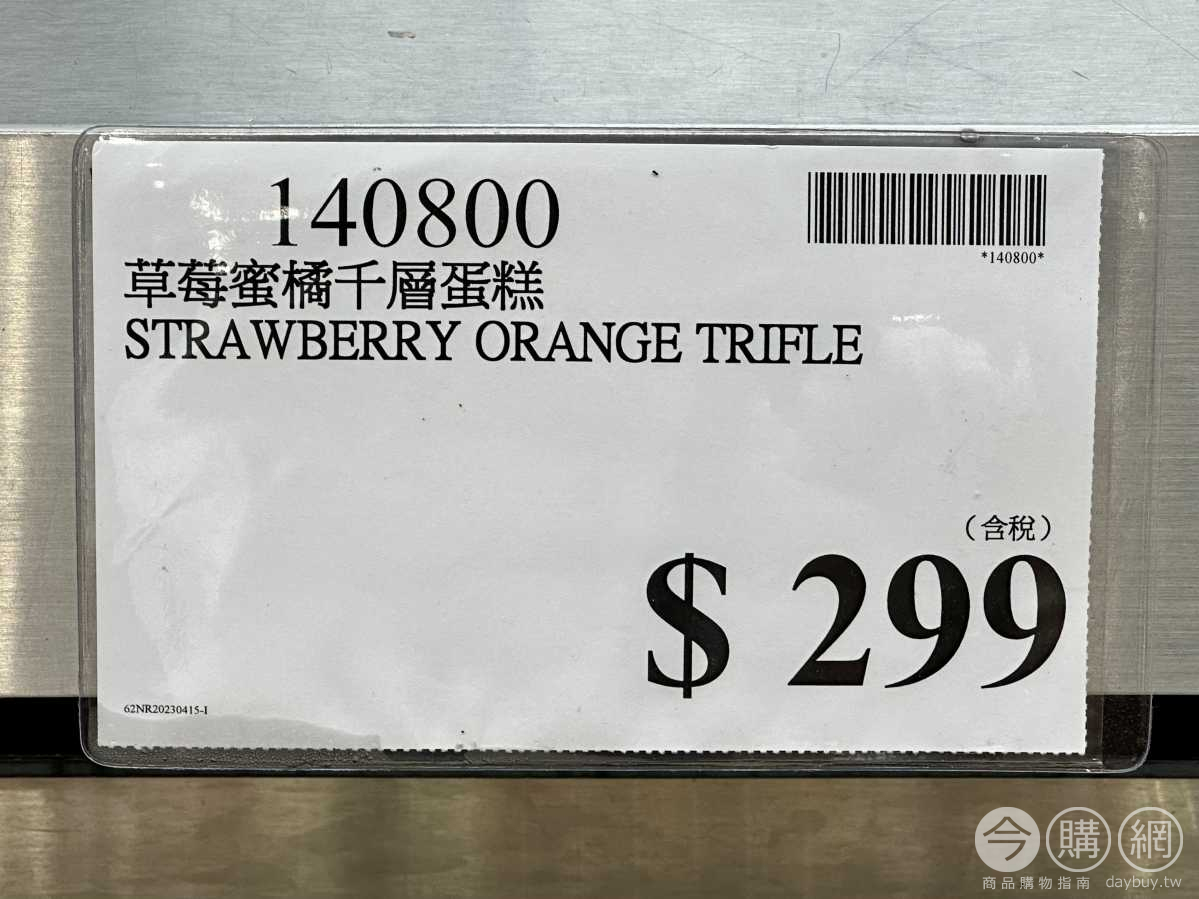 140800
*140800*
草莓蜜橘千層蛋糕
STRAWBERRY ORANGE TRIFLE
（含稅）
$ 299
62NR20230415-1
今購網
商品購物指南 daybuy.tw